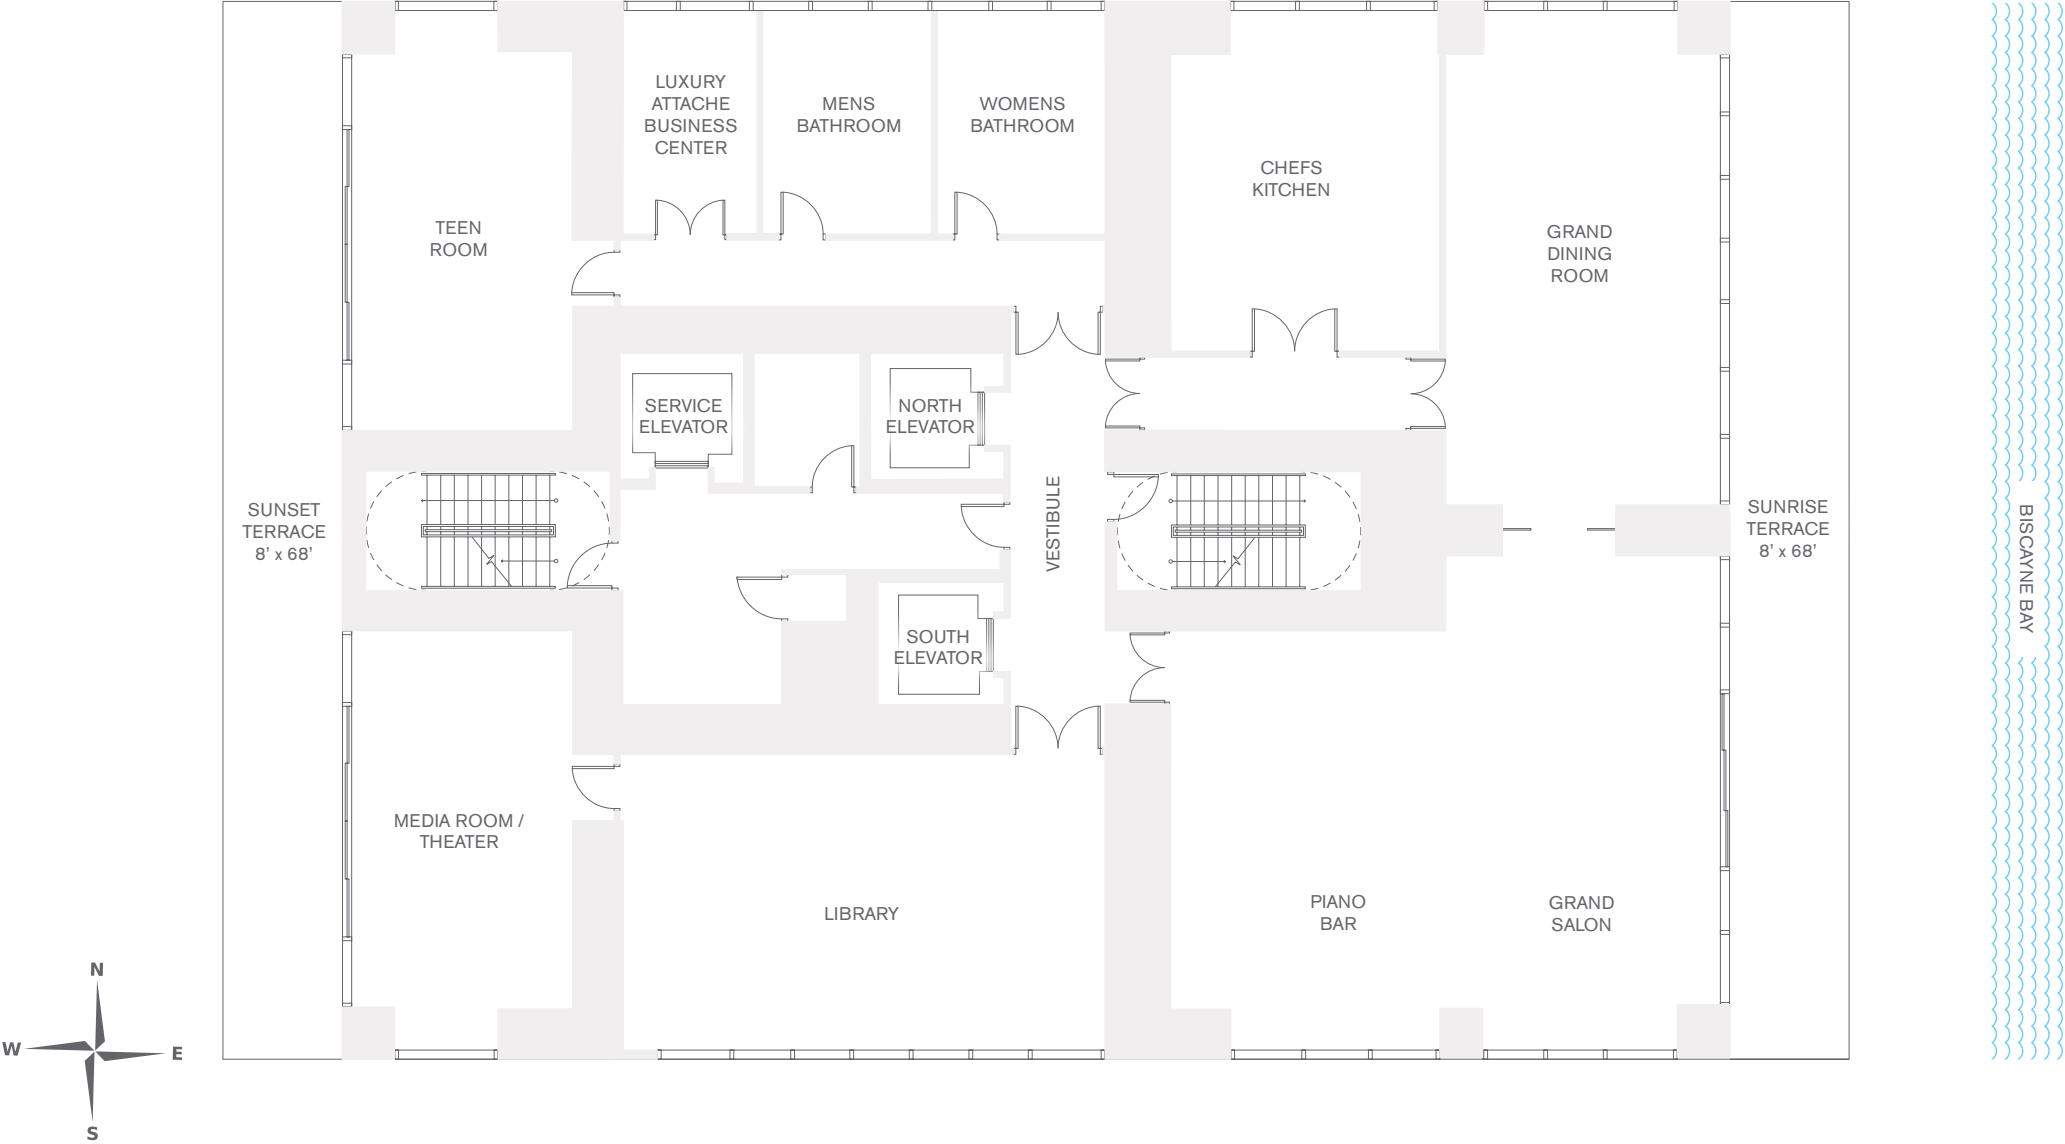 LUXURY
ATTACHE
BUSINESS
CENTER
MENS
BATHROOM
WOMENS
BATHROOM
CHEFS
KITCHEN
TEEN
ROOM
GRAND
DINING
ROOM
SERVICE
ELEVATOR
NORTH
ELEVATOR
SUNSET
TERRACE
8’ x 68’
VESTIBULE
SUNRISE
TERRACE
8’ x 68’
BISCAYNE BAY
SOUTH
ELEVATOR
MEDIA ROOM /
THEATER
LIBRARY
PIANO
BAR
GRAND
SALON
N
W
E
S